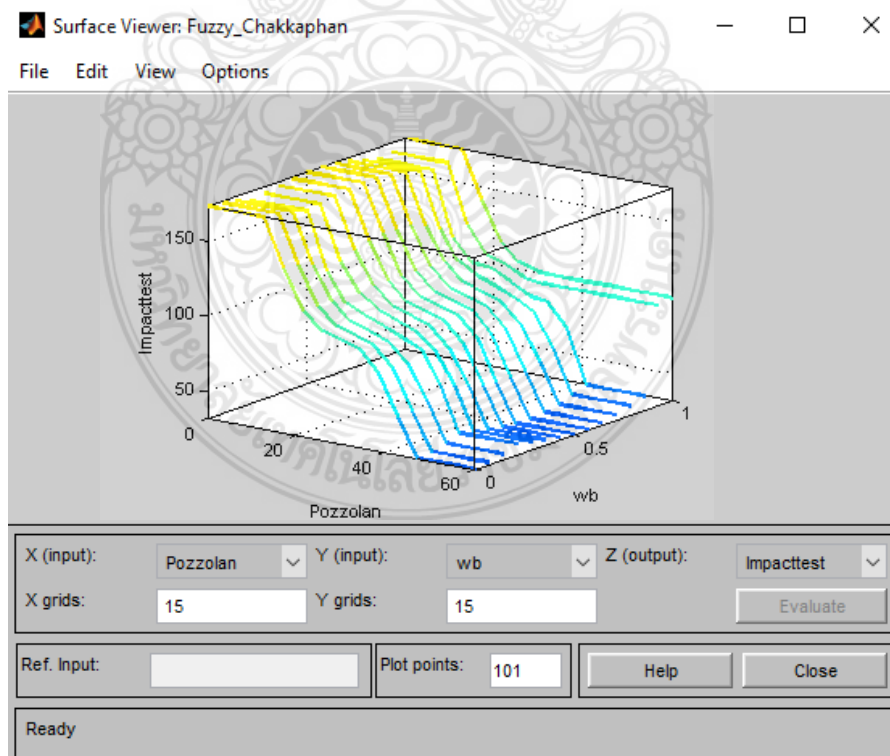 Surface Viewer: Fuzzy_Chakkaphan
File Edit View Options
150
100
50
0
Impacttest
20
40
60
Pozzolan
0
0.5
1
wb
X (input): Pozzolan Y (input): wb Z (output): Impacttest
X grids: 15 Y grids: 15 Evaluate
Ref. Input: Plot points: 101 Help Close
Ready